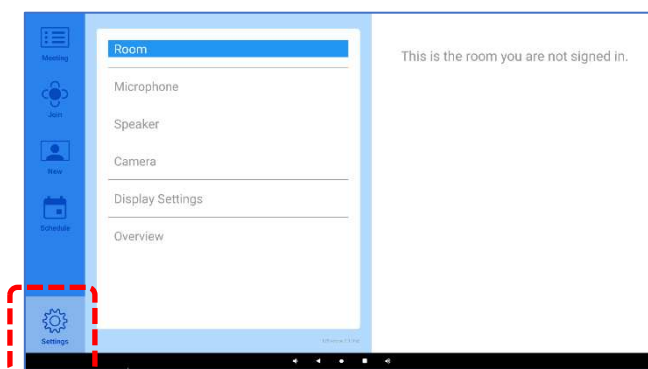 Meeting
Join
New
Schedule
Settings
Room
Microphone
Speaker
Camera
Display Settings
Overview
This is the room you are not signed in.